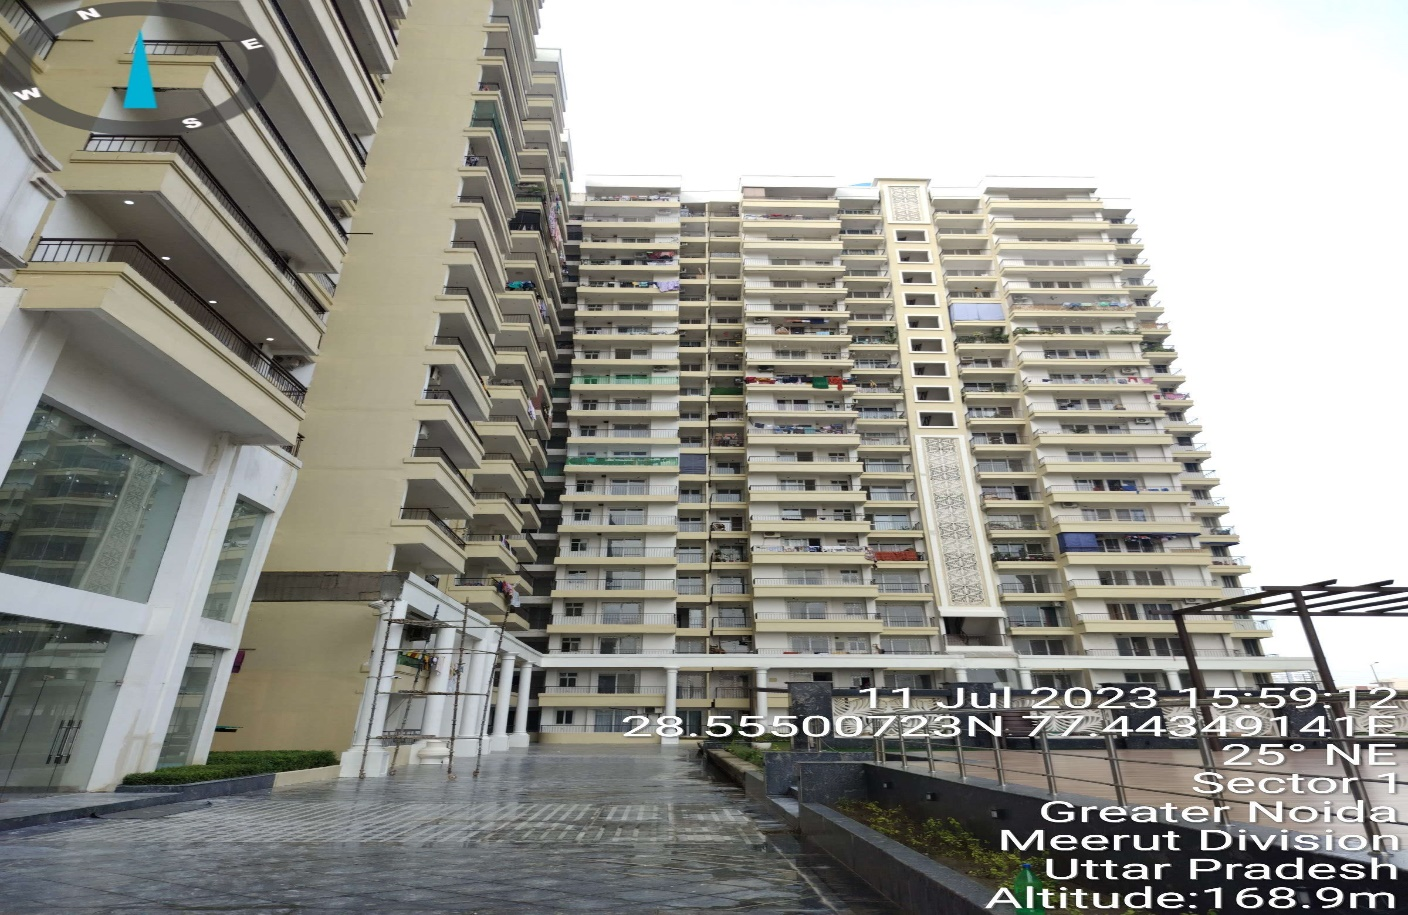 N
E
W
S
11 Jul 2023 15:59:12
28.55500723N 77.44349141E
25° NE
Sector 1
Greater Noida
Meerut Division
Uttar Pradesh
Altitude:168.9m